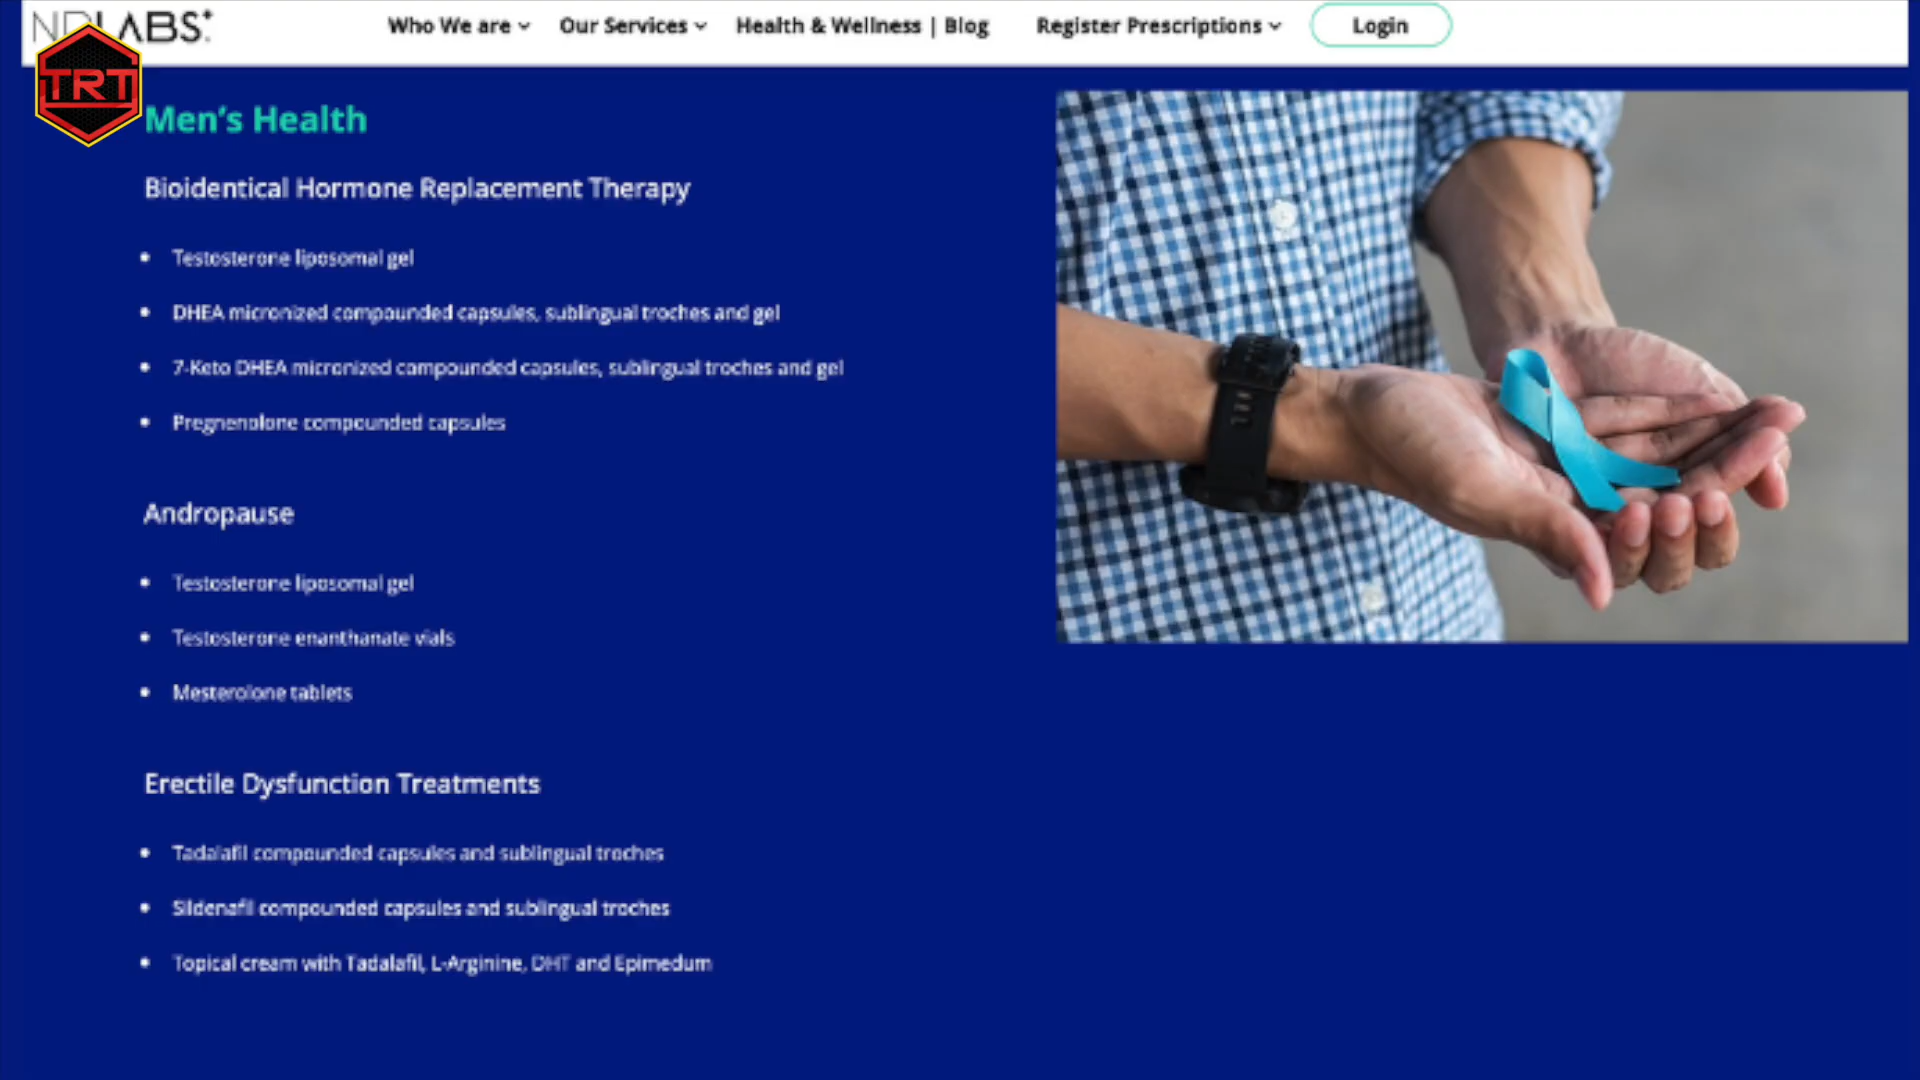 LABS
Who We are
Our Services
Health & Wellness | Blog
Register Prescriptions
Login
TRT
Men's Health
Bioidentical Hormone Replacement Therapy
Testosterone liposomal gel
DHEA micronized compounded capsules, sublingual troches and gel
7-Keto DHEA micronized compounded capsules, sublingual troches and gel
Pregnenolone compounded capsules
Andropause
Testosterone liposomal gel
Testosterone enanthanate vials
Mesterolone tablets
Erectile Dysfunction Treatments
Tadalafil compounded capsules and sublingual troches
Sildenafil compounded capsules and sublingual troches
Topical cream with Tadalafil, L-Arginine, DHT and Epimedum